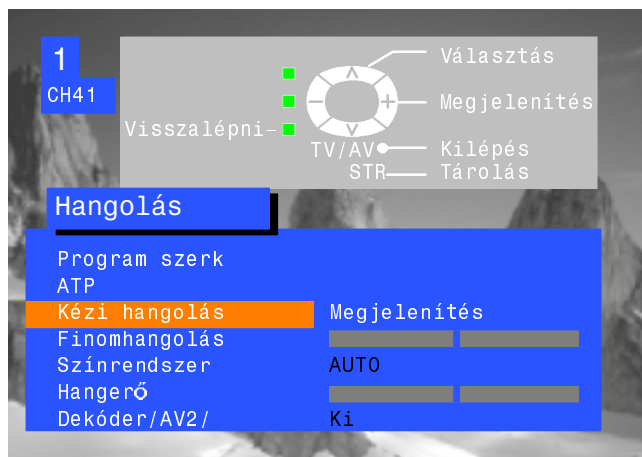 1
CH41
Választás
Megjelenítés
Visszalépni
TV/AV Kilépés
STR Tárolás
Hangolás
Program szerk
ATP
Kézi hangolás Megjelenítés
Finomhangolás
Színrendszer AUTO
Hangerő
Dekóder/AV2/ Ki